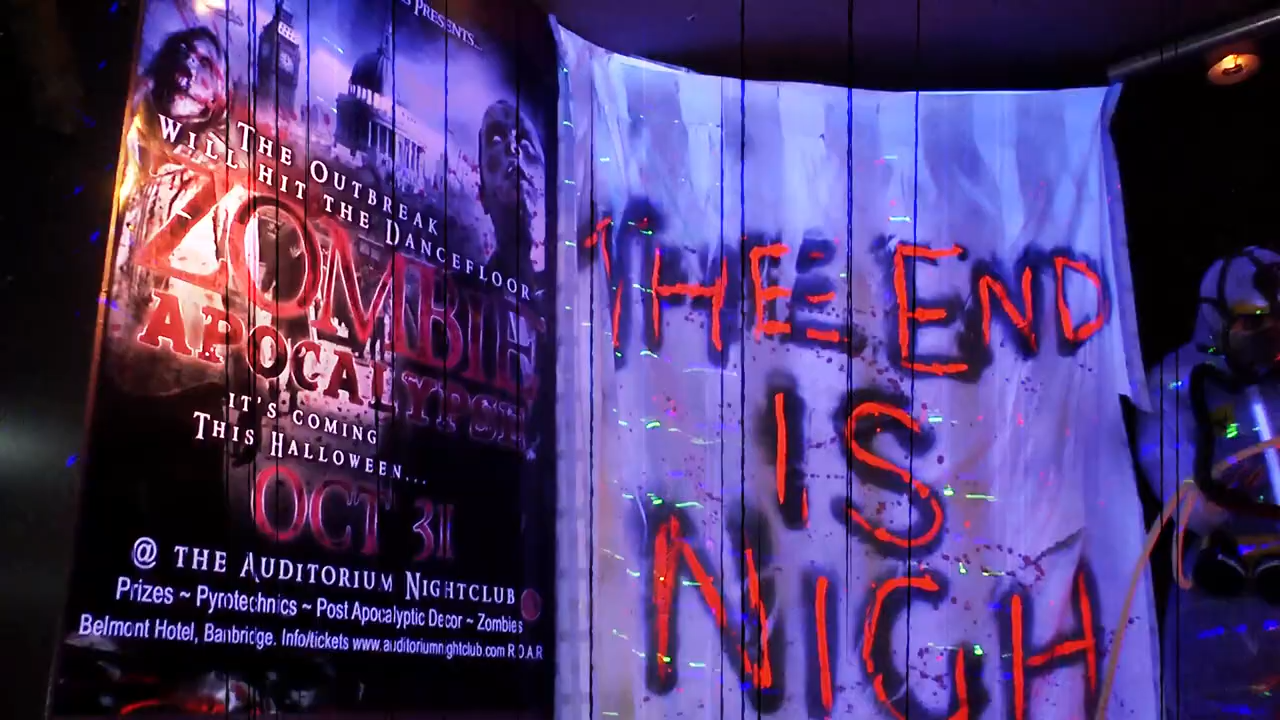 PRESENTS...
THE OUTBREAK
WILL HIT THE DANCEFLOOR
ZOMBIE
APOCALYPSE
IT'S COMING
THIS HALLOWEEN...
OCT 31
@ THE AUDITORIUM NIGHTCLUB
Prizes ~ Pyrotechnics ~ Post Apocalyptic Decor ~ Zombies
Belmont Hotel, Banbridge. Info/tickets www.auditoriumnightclub.com R.O.A.R
THE END
IS
NIGH